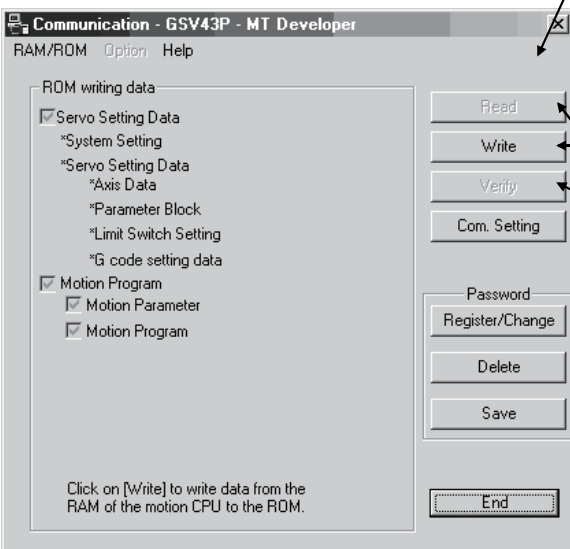 Communication - GSV43P - MT Developer
RAM/ROM Option Help
ROM writing data
Servo Setting Data
*System Setting
*Servo Setting Data
*Axis Data
*Parameter Block
*Limit Switch Setting
*G code setting data
Motion Program
Motion Parameter
Motion Program
Click on [Write] to write data from the
RAM of the motion CPU to the ROM.
Read
Write
Verify
Com. Setting
Password
Register/Change
Delete
Save
End